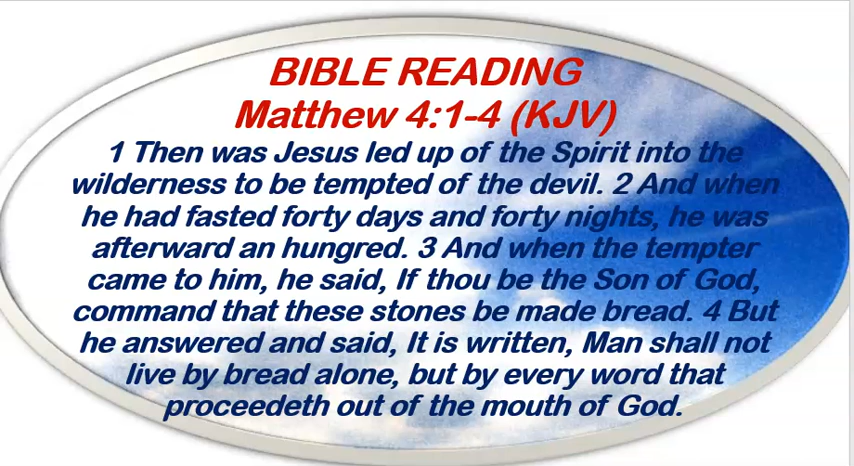 BIBLE READING
Matthew 4:1-4 (KJV)
1 Then was Jesus led up of the Spirit into the
wilderness to be tempted of the devil. 2 And when
he had fasted forty days and forty nights, he was
afterward an hungred. 3 And when the tempter
came to him, he said, If thou be the Son of God,
command that these stones be made bread. 4 But
he answered and said, It is written, Man shall not
live by bread alone, but by every word that
proceedeth out of the mouth of God.